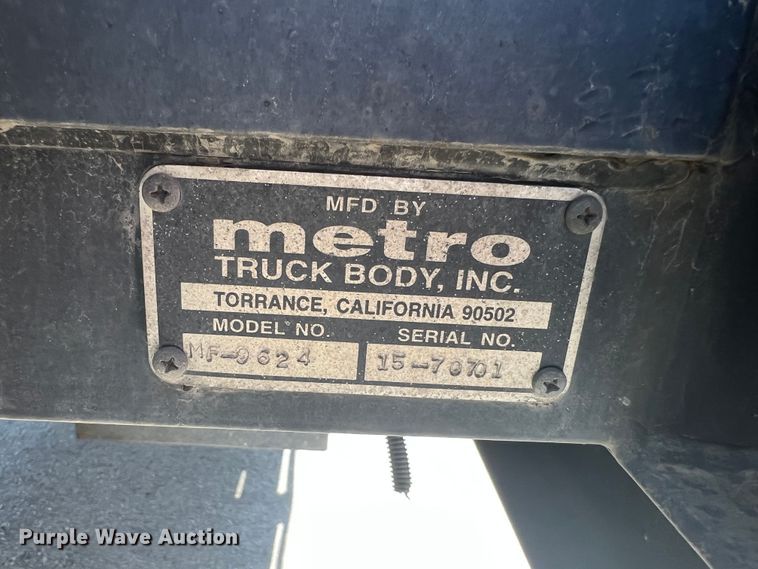 MFD BY
metro
TRUCK BODY, INC.
TORRANCE, CALIFORNIA 90502
MODEL NO. SERIAL NO.
MF-0624 15-70701
Purple Wave Auction